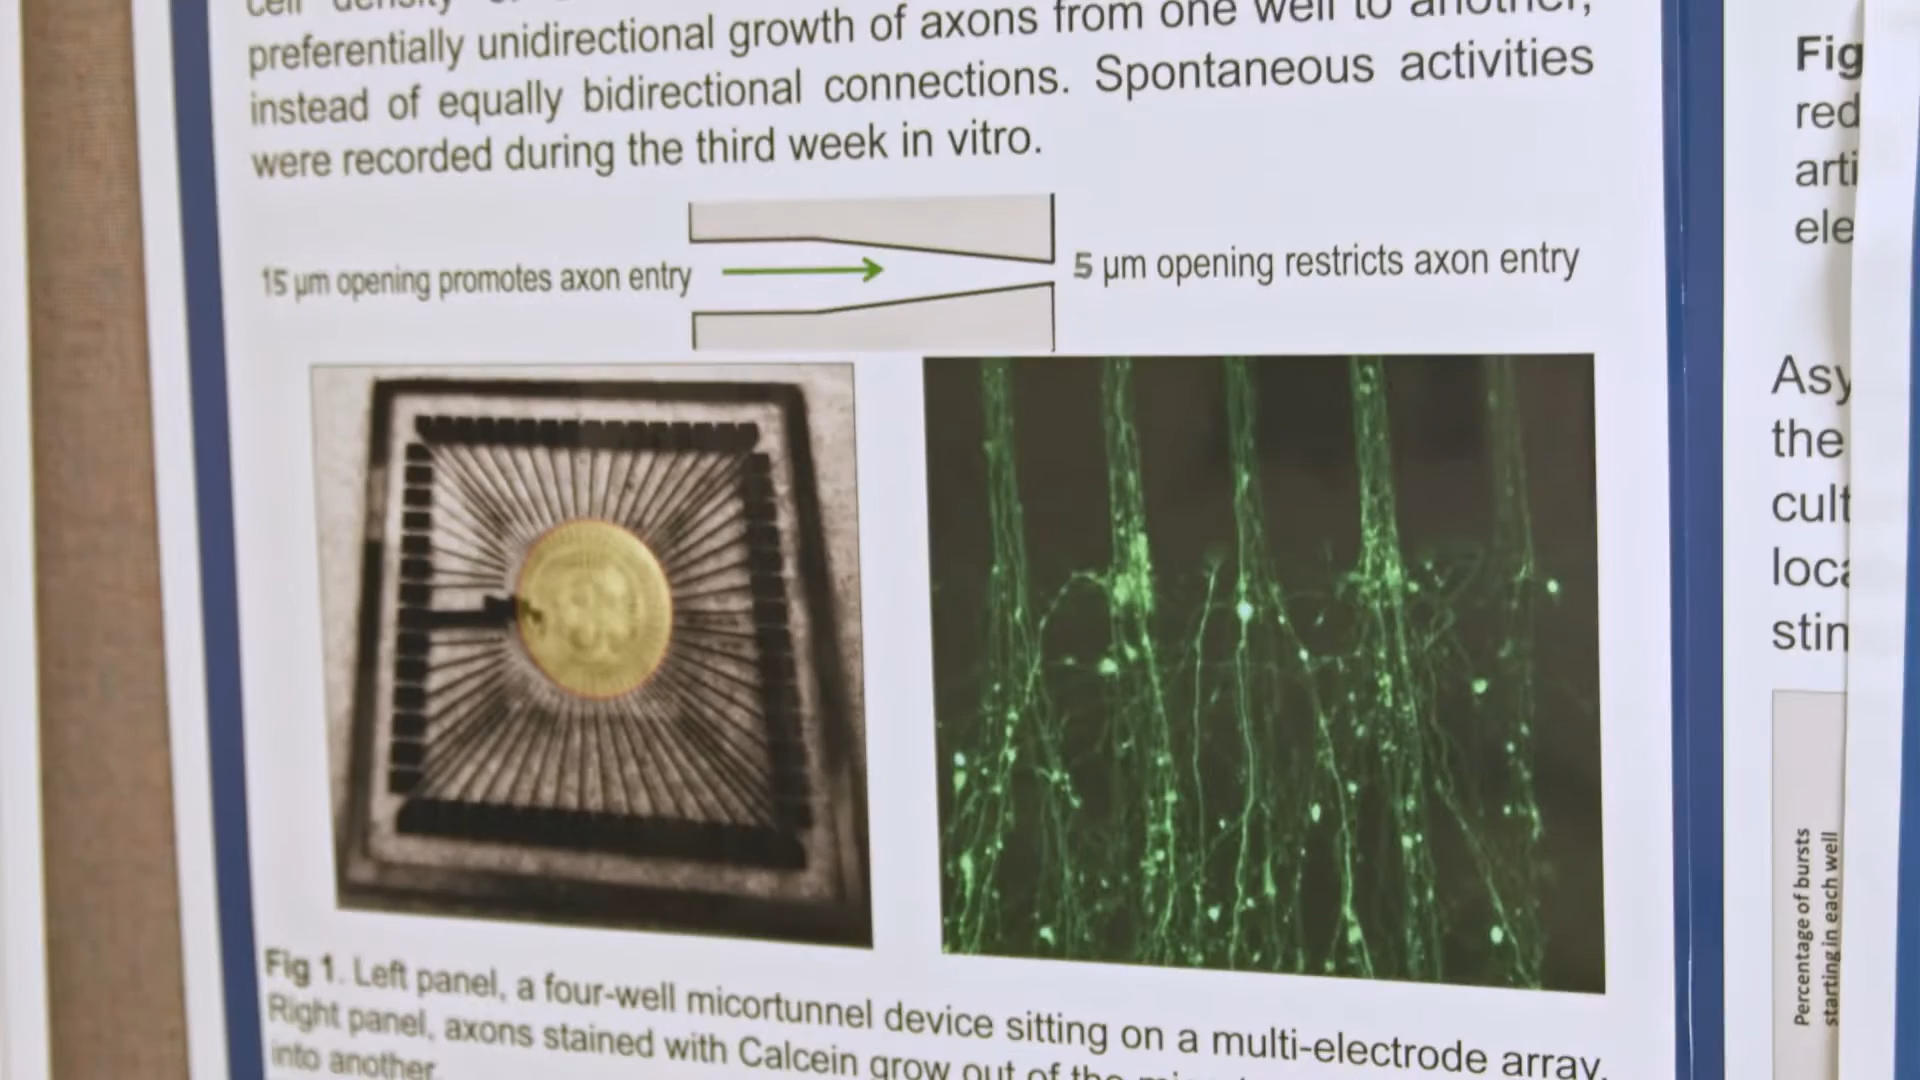 cell density
preferentially unidirectional growth of axons from one well to another,
instead of equally bidirectional connections. Spontaneous activities
were recorded during the third week in vitro.
15 µm opening promotes axon entry
5 µm opening restricts axon entry
Fig 1. Left panel, a four-well micortunnel device sitting on a multi-electrode array.
Right panel, axons stained with Calcein grow out of the
into another.
Fig
red
arti
ele
Asy
the
cult
loca
stin
Percentage of bursts
starting in each well